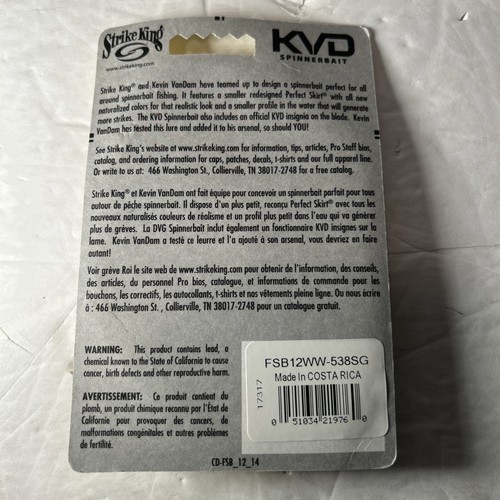 Strike King®
www.strikeking.com
KVD
SPINNERBAIT
Strike King® and Kevin VanDam have teamed up to design a spinnerbait perfect for all
around spinnerbait fishing. It features a smaller redesigned Perfect Skirt® with all new
naturalized colors for that realistic look and a smaller profile in the water that will generate
more strikes. The KVD Spinnerbait also includes an official KVD insignia on the blade. Kevin
VanDam has tested this lure and added it to his arsenal, so should YOU!
See Strike King's website at www.strikeking.com for information, tips, articles, Pro Staff bios,
catalog, and ordering information for caps, patches, decals, t-shirts and our full apparel line.
Or write to us at: 466 Washington St., Collierville, TN 38017-2748 for a free catalog.
Strike King® et Kevin VanDam ont fait équipe pour concevoir un spinnerbait parfait pour tous
autour de pêche spinnerbait. Il dispose d'un plus petit, reconçu Perfect Skirt® avec tous les
nouveaux naturalisés couleurs de réalisme et un profil plus petit dans l'eau qui va générer
plus de grèves. La DVG Spinnerbait inclut également un fonctionnaire KVD insignes sur la
lame. Kevin VanDam a testé ce leurre et l'a ajouté à son arsenal, vous devriez en faire
autant!
Voir grève Roi le site web de www.strikeking.com pour obtenir de l'information, des conseils,
des articles, du personnel Pro bios, catalogue, et informations de commande pour les
bouchons, les correctifs, les autocollants, t-shirts et nos vêtements pleine ligne. Ou nous écrire
à : 466 Washington St. , Collierville, TN 38017-2748 pour un catalogue gratuit.
WARNING: This product contains lead, a
chemical known to the State of California to cause
cancer, birth defects and other reproductive harm.
AVERTISSEMENT: Ce produit contient du
plomb, un produit chimique reconnu par l'État de
Californie pour provoquer des cancers, de
malformations congénitales et autres problèmes
de fertilité.
CD-FSB_12_14
FSB12WW-538SG
Made In COSTA RICA
17317
0 51034 21976 0